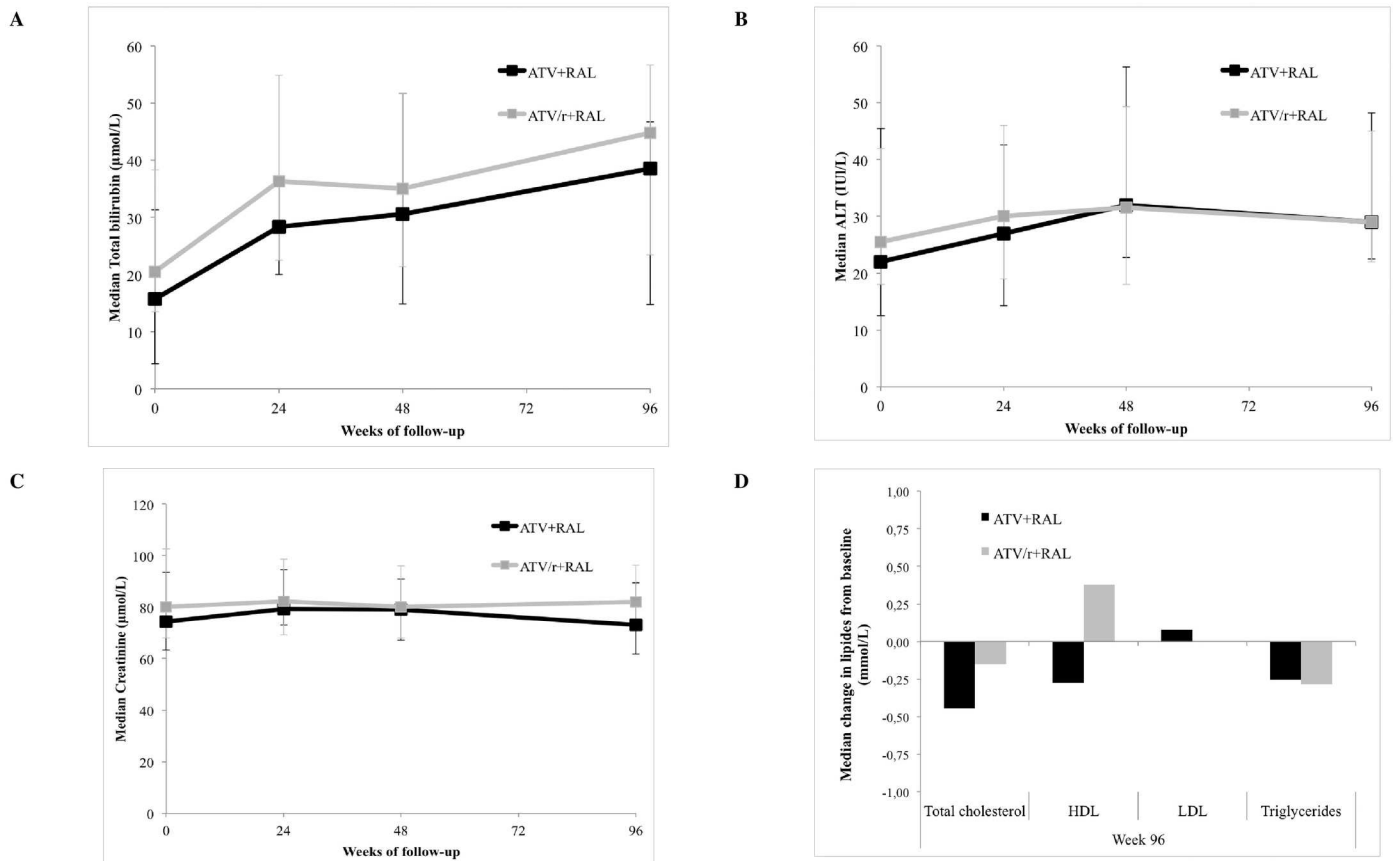 A
Median Total bilirubin (µmol/L)
60
50
40
30
20
10
0
ATV+RAL
ATV/r+RAL
0 24 48 72 96
Weeks of follow-up
B
Median ALT (IUI/L)
60
50
40
30
20
10
0
ATV+RAL
ATV/r+RAL
0 24 48 72 96
Weeks of follow-up
C
Median Creatinine (µmol/L)
120
100
80
60
40
20
0
ATV+RAL
ATV/r+RAL
0 24 48 72 96
Weeks of follow-up
D
Median change in lipides from baseline
(mmol/L)
1,00
0,75
0,50
0,25
0,00
-0,25
-0,50
-0,75
-1,00
ATV+RAL
ATV/r+RAL
Total cholesterol HDL LDL Triglycerides
Week 96